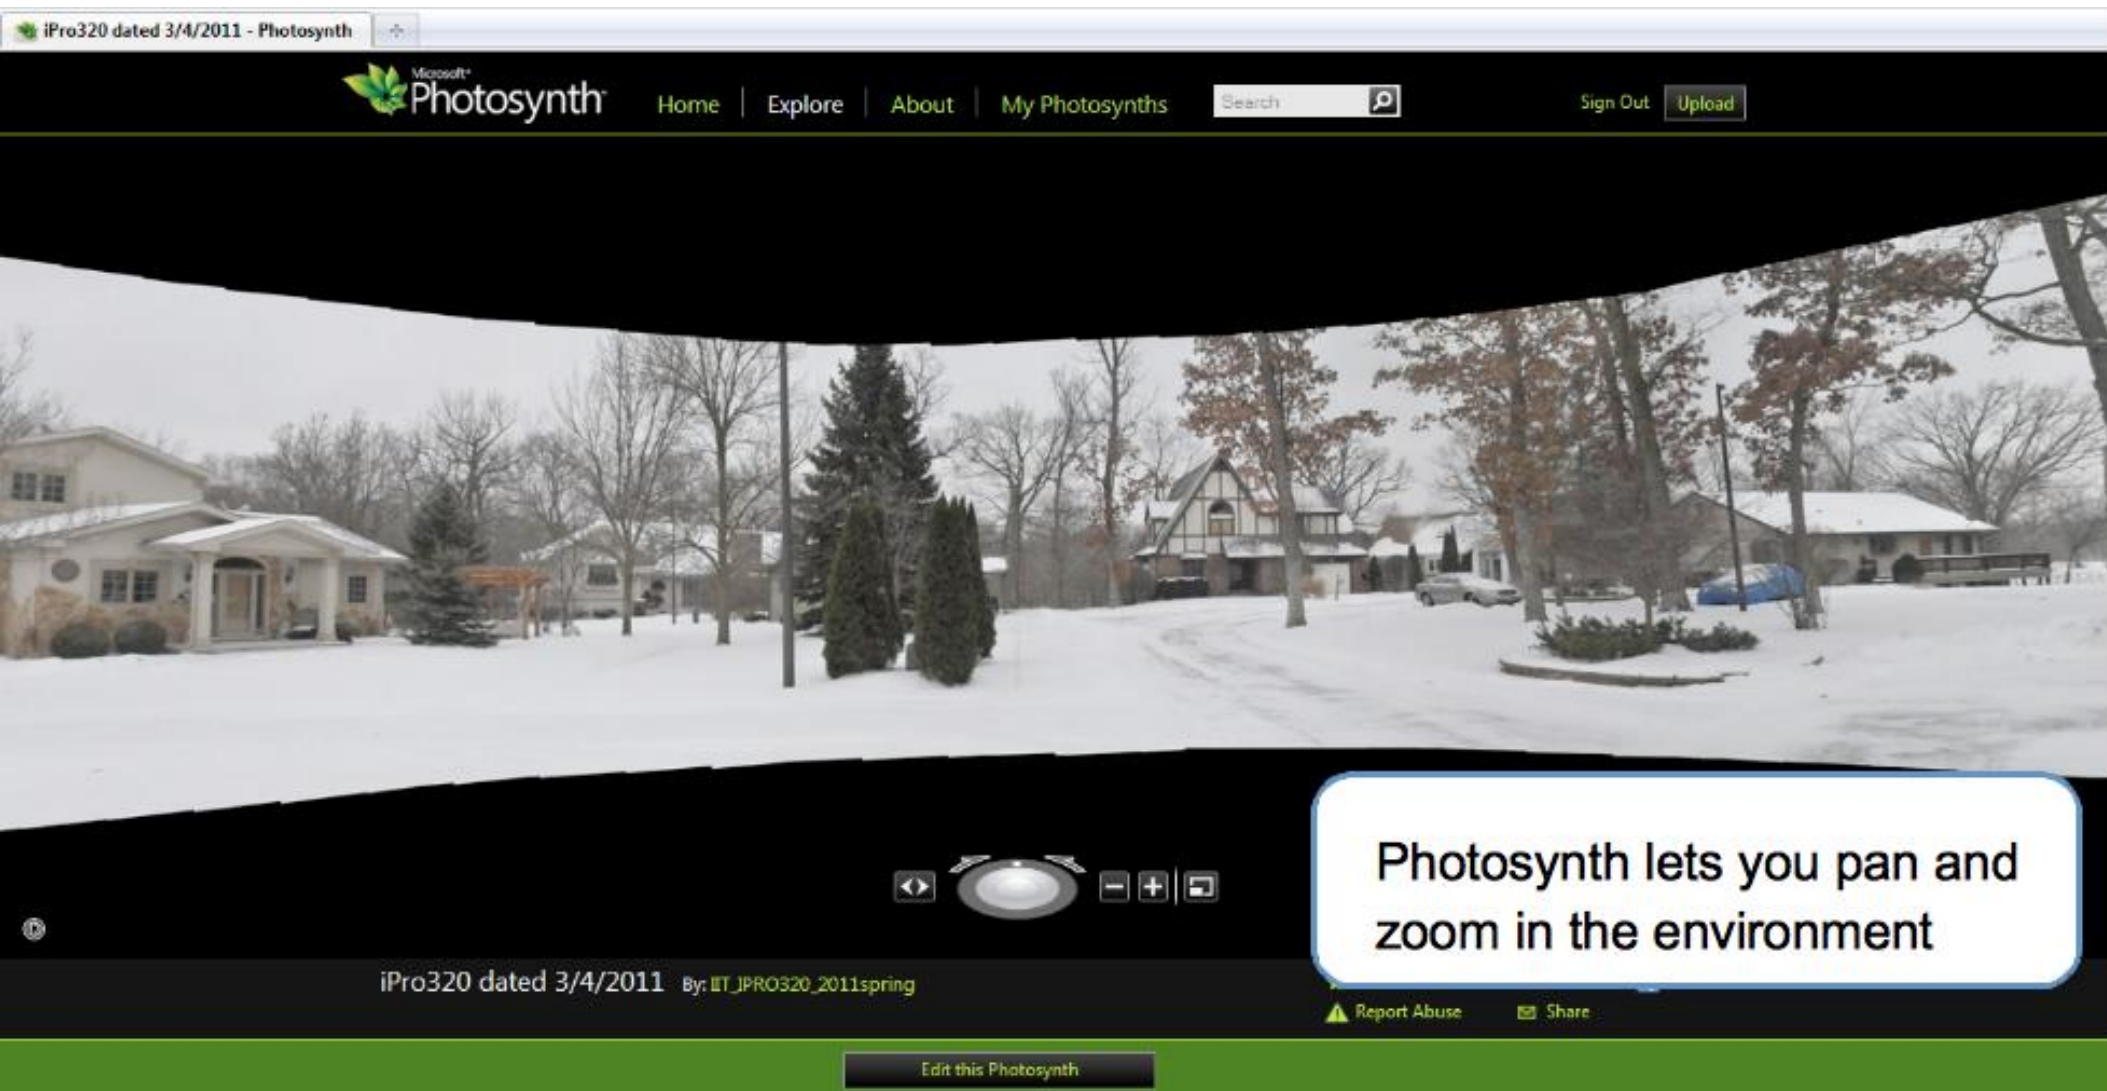 iPro320 dated 3/4/2011 - Photosynth
Microsoft®
Photosynth™
Home | Explore | About | My Photosynths Search Sign Out Upload
Photosynth lets you pan and
zoom in the environment
iPro320 dated 3/4/2011 By: IIT_IPRO320_2011spring
Report Abuse Share
Edit this Photosynth